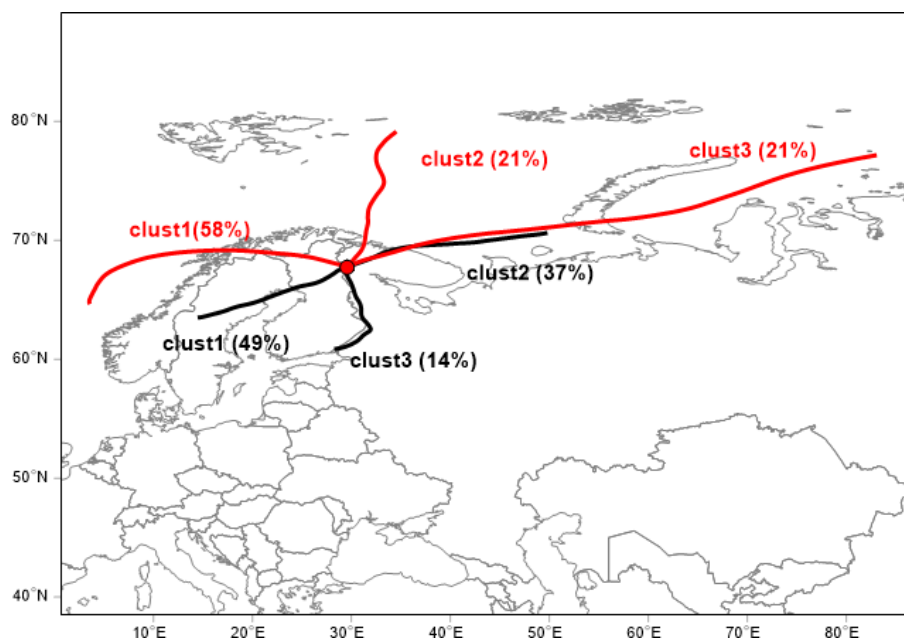 80°N
clust2 (21%)
clust3 (21%)
clust1(58%)
70°N
clust2 (37%)
clust1 (49%)
clust3 (14%)
60°N
50°N
40°N
10°E 20°E 30°E 40°E 50°E 60°E 70°E 80°E